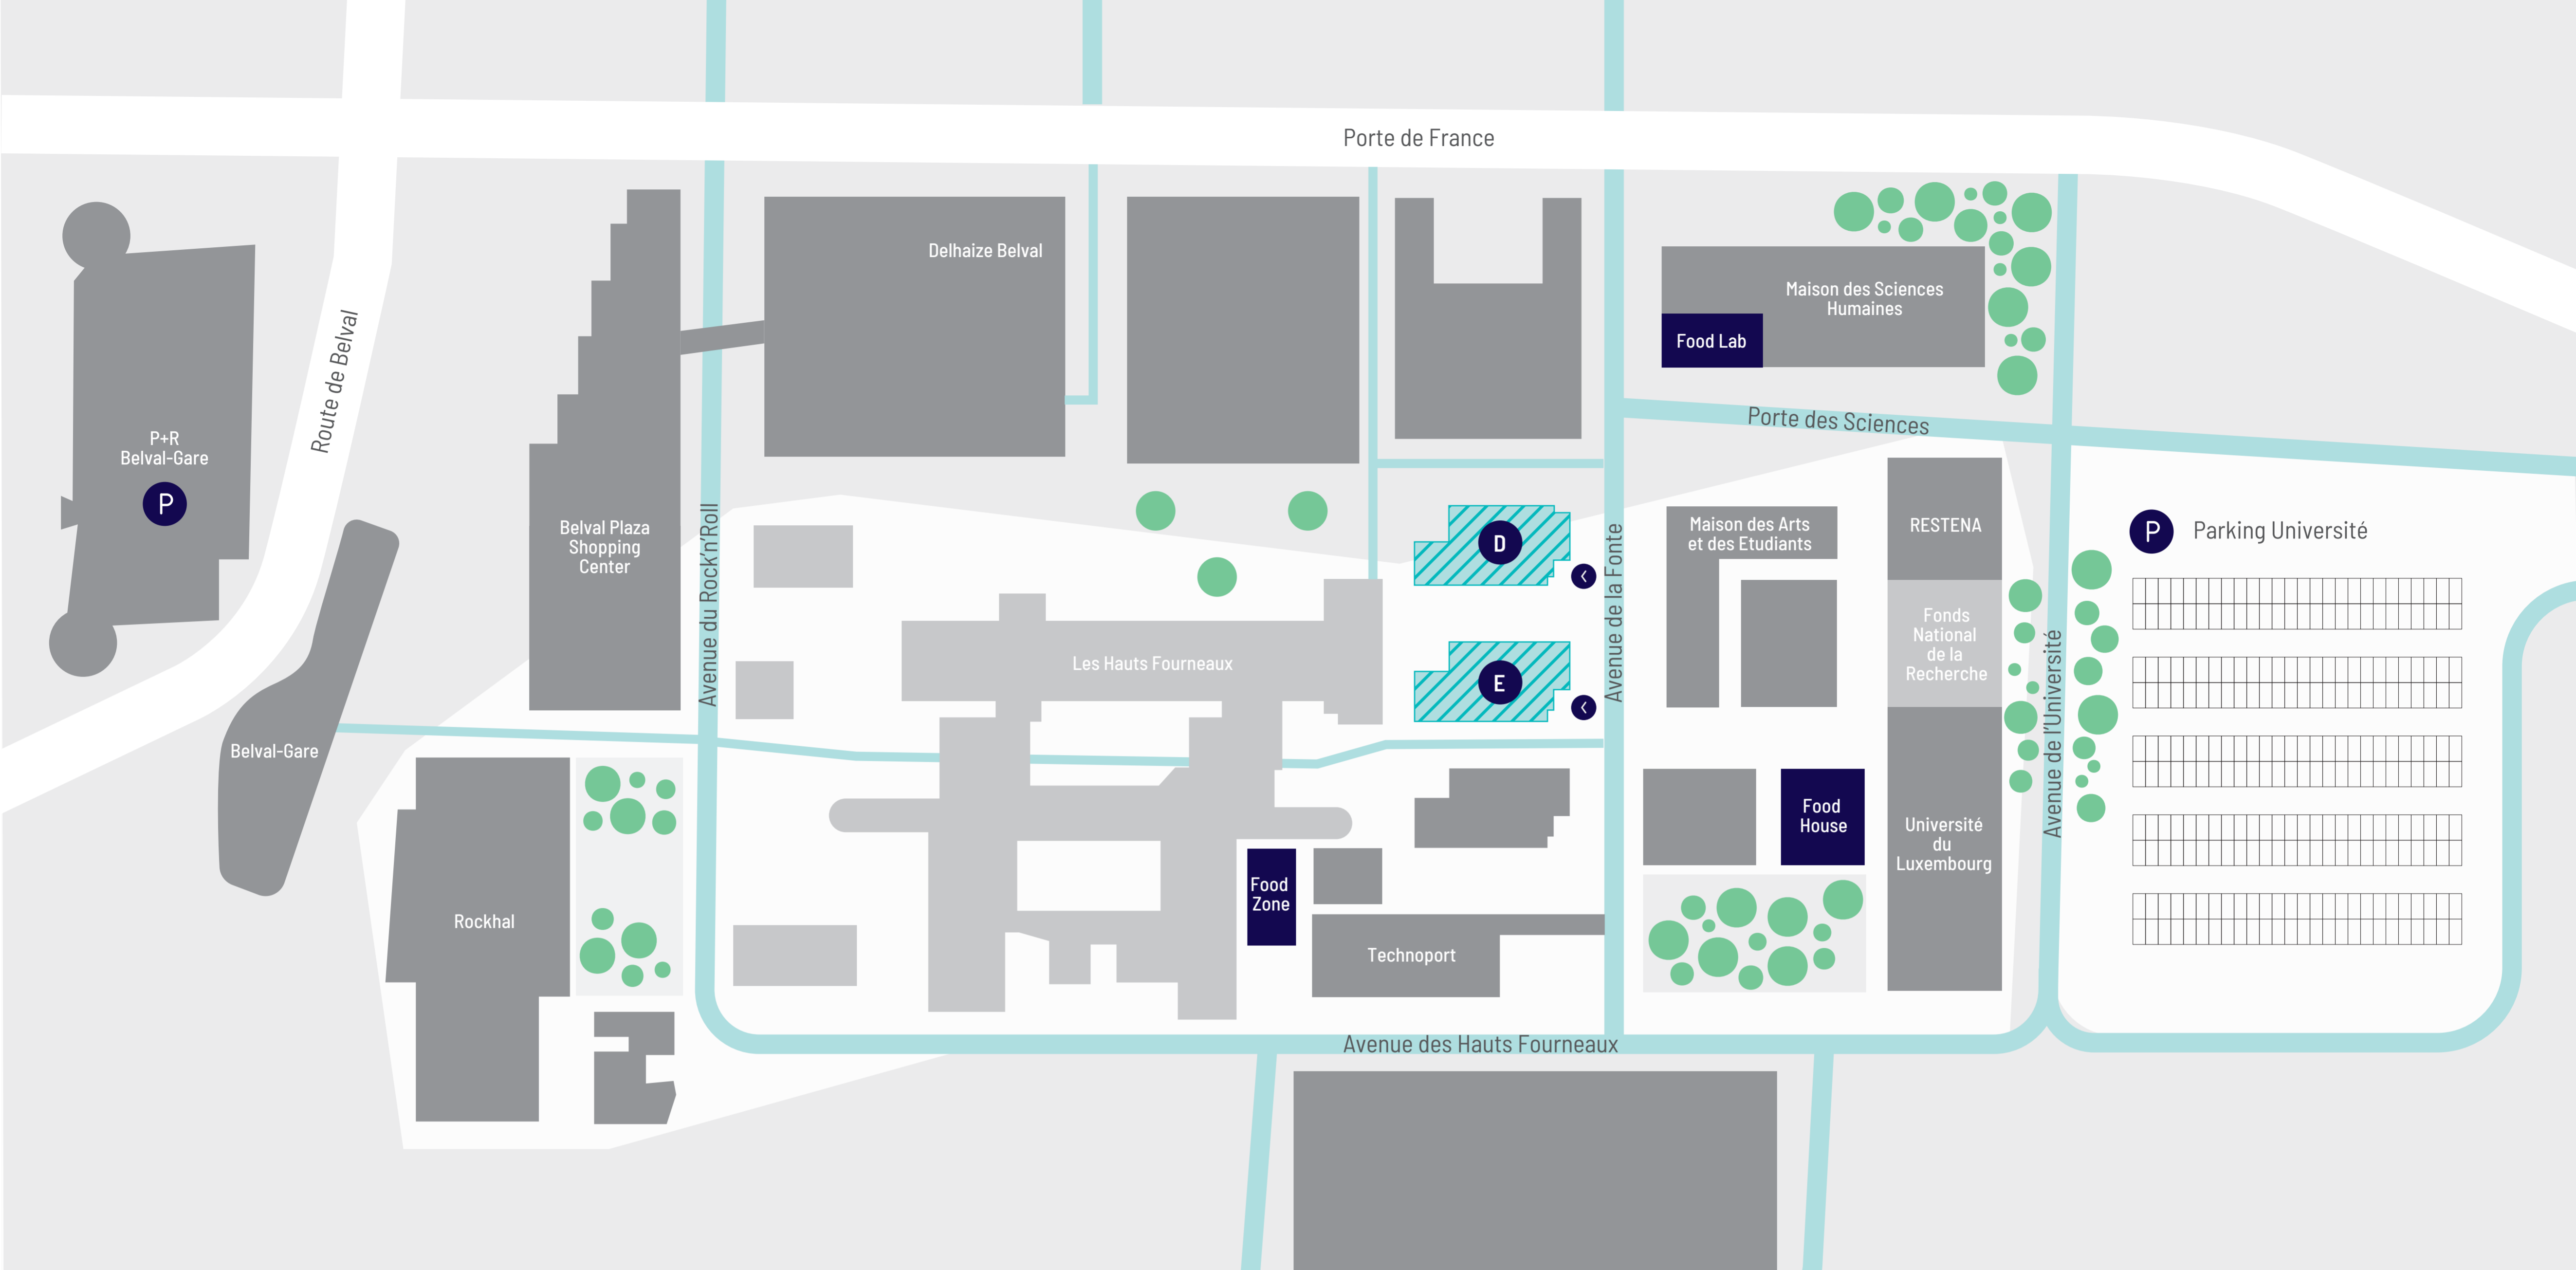 Porte de France
Delhaize Belval
Maison des Sciences
Humaines
Food Lab
Route de Belval
Porte des Sciences
P+R
Belval-Gare
P
Belval Plaza
Shopping
Center
Avenue du Rock'n'Roll
D
Avenue de la Fonte
Maison des Arts
et des Etudiants
RESTENA
P
Parking Université
Fonds
National
de la
Recherche
Les Hauts Fourneaux
E
Avenue de l'Université
Belval-Gare
Food
House
Université
du
Luxembourg
Food
Zone
Rockhal
Technoport
Avenue des Hauts Fourneaux